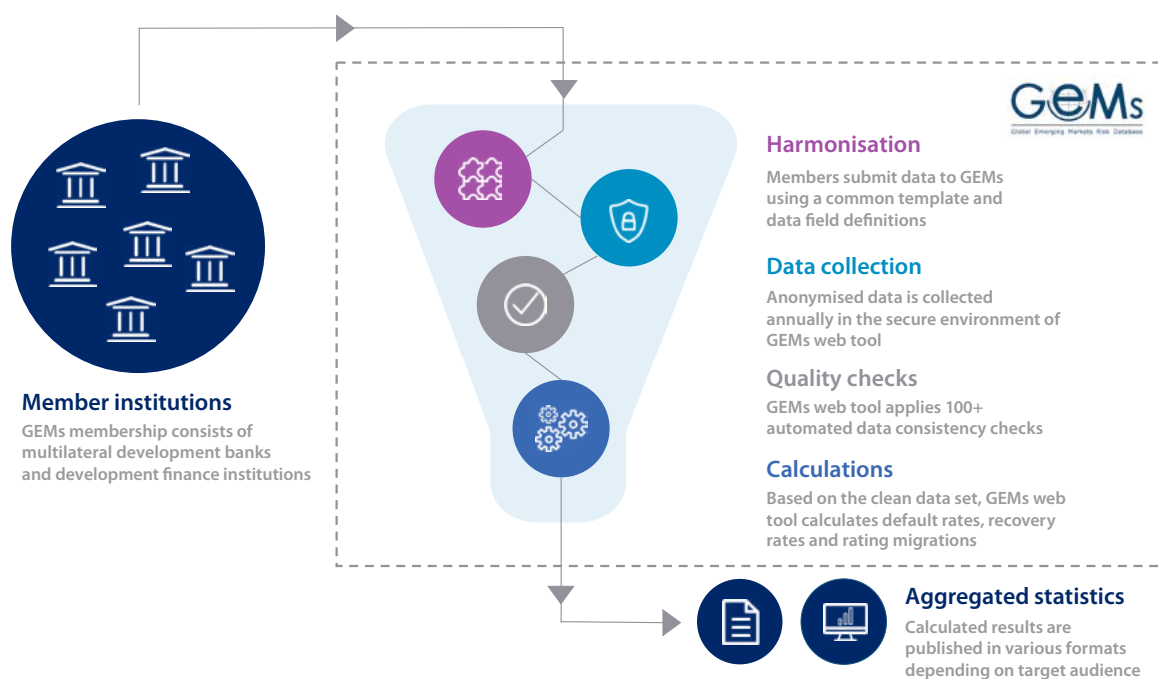 GeMs
Global Emerging Markets Risk Database
Harmonisation
Members submit data to GEMs
using a common template and
data field definitions
Data collection
Anonymised data is collected
annually in the secure environment of
GEMs web tool
Quality checks
GEMs web tool applies 100+
automated data consistency checks
Calculations
Based on the clean data set, GEMs web
tool calculates default rates, recovery
rates and rating migrations
Member institutions
GEMs membership consists of
multilateral development banks
and development finance institutions
Aggregated statistics
Calculated results are
published in various formats
depending on target audience